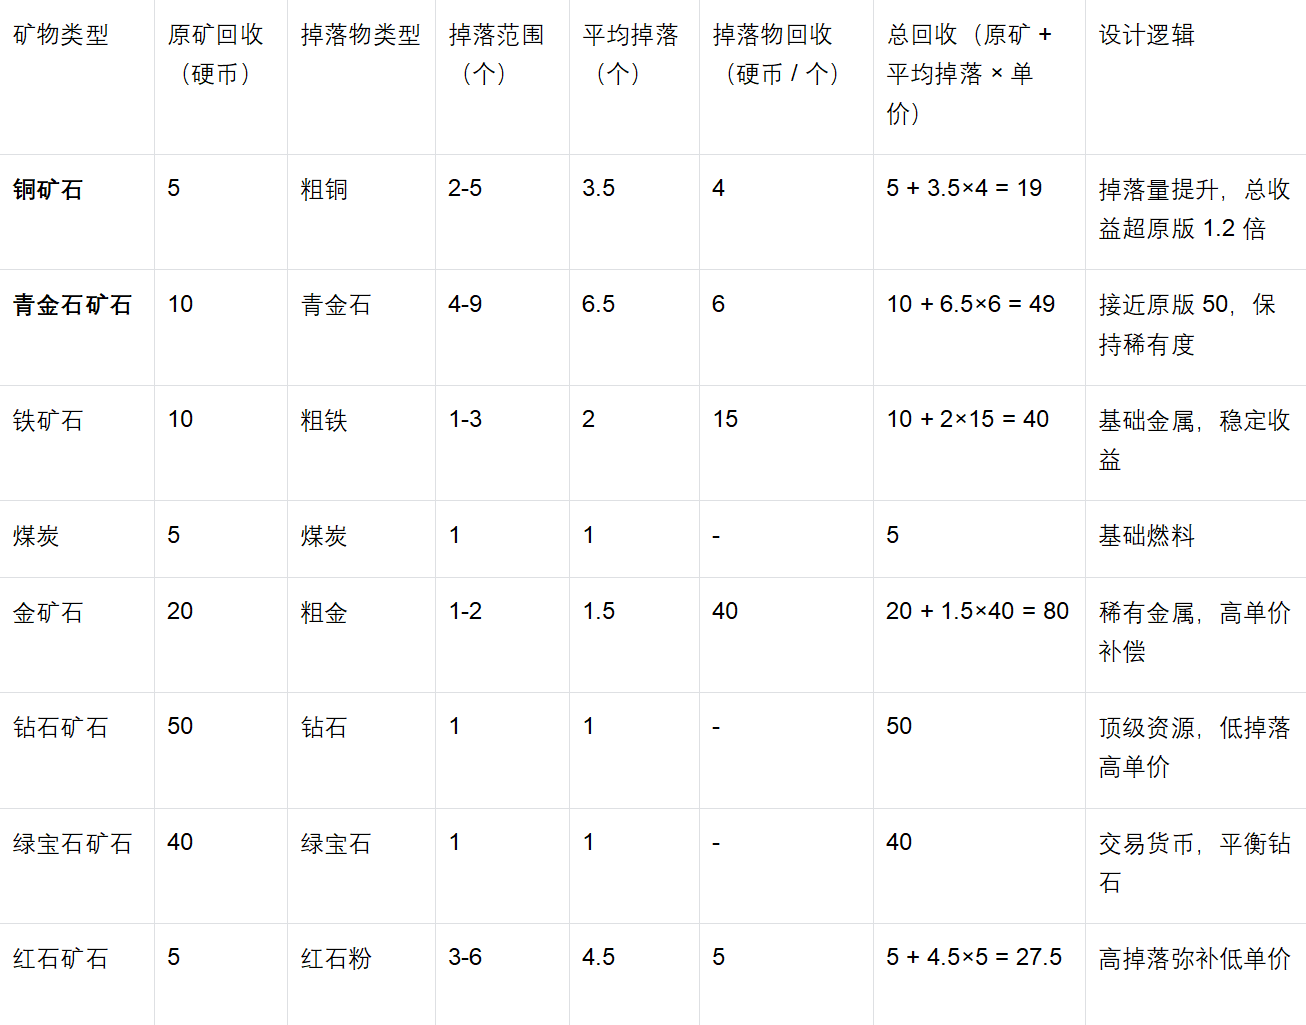 矿物类型
原矿回收
（硬币）
掉落物类型
掉落范围
（个）
平均掉落
（个）
掉落物回收
（硬币 / 个）
总回收（原矿 +
平均掉落 × 单
价）
设计逻辑
铜矿石
5
粗铜
2-5
3.5
4
5 + 3.5×4 = 19
掉落量提升，总收
益超原版 1.2 倍
青金石矿石
10
青金石
4-9
6.5
6
10 + 6.5×6 = 49
接近原版 50，保
持稀有度
铁矿石
10
粗铁
1-3
2
15
10 + 2×15 = 40
基础金属，稳定收
益
煤炭
5
煤炭
1
1
-
5
基础燃料
金矿石
20
粗金
1-2
1.5
40
20 + 1.5×40 = 80
稀有金属，高单价
补偿
钻石矿石
50
钻石
1
1
-
50
顶级资源，低掉落
高单价
绿宝石矿石
40
绿宝石
1
1
-
40
交易货币，平衡钻
石
红石矿石
5
红石粉
3-6
4.5
5
5 + 4.5×5 = 27.5
高掉落弥补低单价